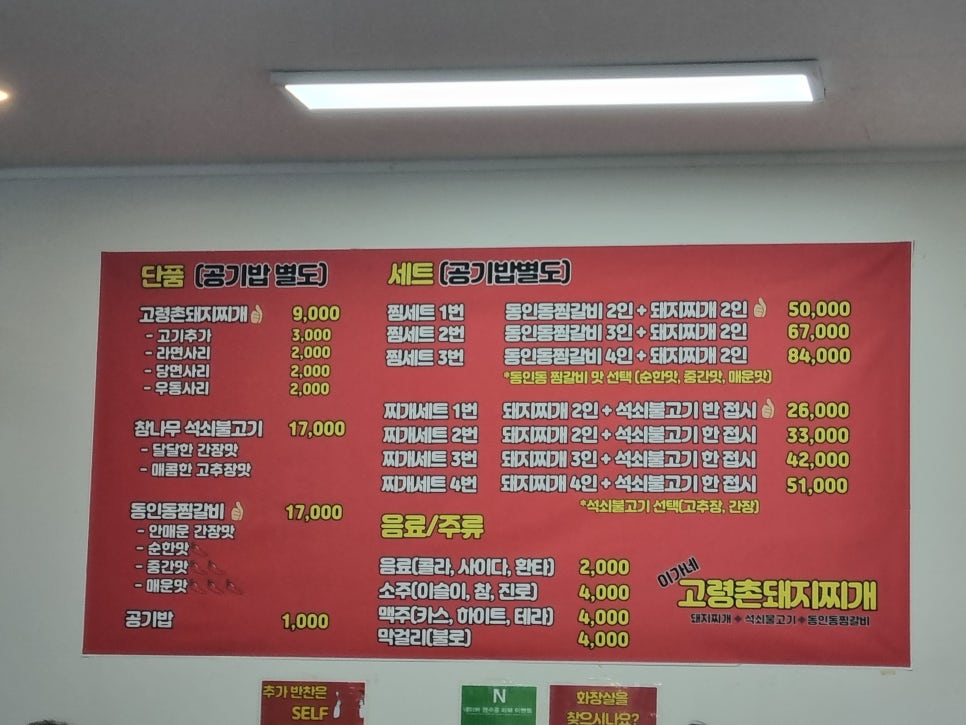 단품 (공기밥 별도)
고령촌돼지찌개 9,000
- 고기추가 3,000
- 라면사리 2,000
- 당면사리 2,000
- 우동사리 2,000
참나무 석쇠불고기 17,000
- 달달한 간장맛
- 매콤한 고추장맛
동인동찜갈비 17,000
- 안매운 간장맛
- 순한맛
- 중간맛
- 매운맛
공기밥 1,000
세트 (공기밥별도)
찜세트 1번 동인동찜갈비 2인 + 돼지찌개 2인 50,000
찜세트 2번 동인동찜갈비 3인 + 돼지찌개 2인 67,000
찜세트 3번 동인동찜갈비 4인 + 돼지찌개 2인 84,000
*동인동 찜갈비 맛 선택 (순한맛, 중간맛, 매운맛)
찌개세트 1번 돼지찌개 2인 + 석쇠불고기 반 접시 26,000
찌개세트 2번 돼지찌개 2인 + 석쇠불고기 한 접시 33,000
찌개세트 3번 돼지찌개 3인 + 석쇠불고기 한 접시 42,000
찌개세트 4번 돼지찌개 4인 + 석쇠불고기 한 접시 51,000
*석쇠불고기 선택(고추장, 간장)
음료/주류
음료(콜라, 사이다, 환타) 2,000
소주(이슬이, 참, 진로) 4,000
맥주(카스, 하이트, 테라) 4,000
막걸리(불로) 4,000
이가네
고령촌돼지찌개
돼지찌개 + 석쇠불고기 + 동인동찜갈비
추가 반찬은
SELF
N
네이버 영수증 리뷰 이벤트
화장실을
찾으시나요?